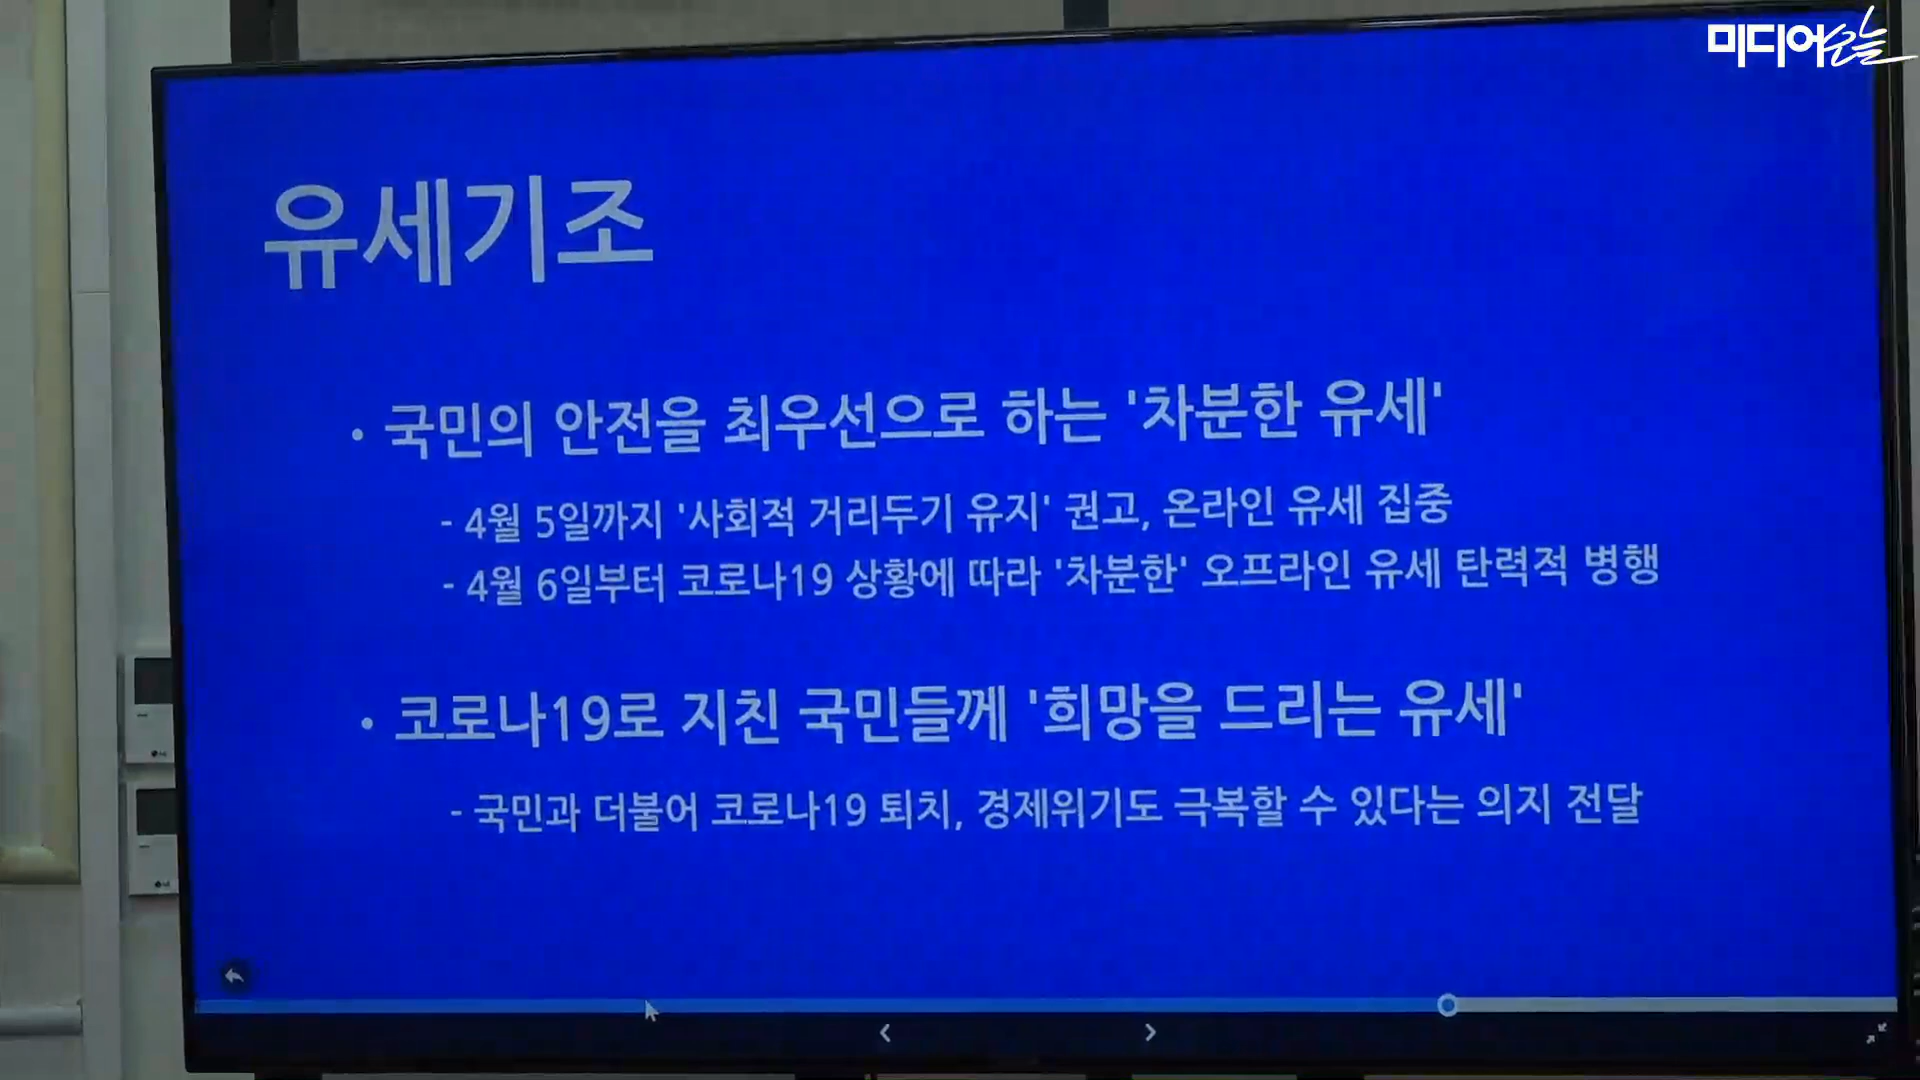 미디어오늘
유세기조
• 국민의 안전을 최우선으로 하는 '차분한 유세'
- 4월 5일까지 '사회적 거리두기 유지' 권고, 온라인 유세 집중
- 4월 6일부터 코로나19 상황에 따라 '차분한' 오프라인 유세 탄력적 병행
• 코로나19로 지친 국민들께 '희망을 드리는 유세'
- 국민과 더불어 코로나19 퇴치, 경제위기도 극복할 수 있다는 의지 전달